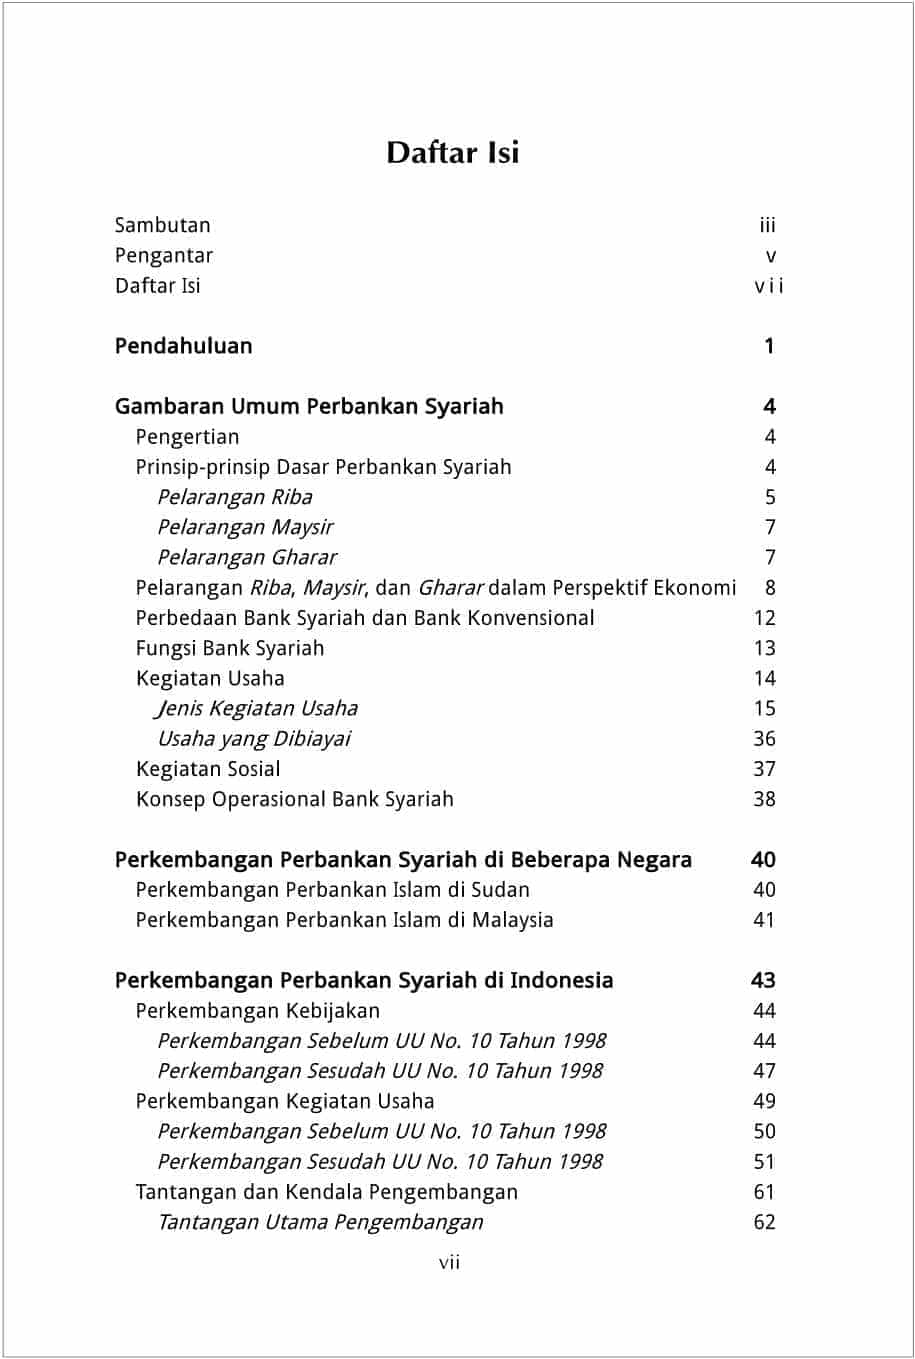 Daftar Isi
Sambutan iii
Pengantar v
Daftar Isi vii
Pendahuluan 1
Gambaran Umum Perbankan Syariah 4
Pengertian 4
Prinsip-prinsip Dasar Perbankan Syariah 4
Pelarangan Riba 5
Pelarangan Maysir 7
Pelarangan Gharar 7
Pelarangan Riba, Maysir, dan Gharar dalam Perspektif Ekonomi 8
Perbedaan Bank Syariah dan Bank Konvensional 12
Fungsi Bank Syariah 13
Kegiatan Usaha 14
Jenis Kegiatan Usaha 15
Usaha yang Dibiayai 36
Kegiatan Sosial 37
Konsep Operasional Bank Syariah 38
Perkembangan Perbankan Syariah di Beberapa Negara 40
Perkembangan Perbankan Islam di Sudan 40
Perkembangan Perbankan Islam di Malaysia 41
Perkembangan Perbankan Syariah di Indonesia 43
Perkembangan Kebijakan 44
Perkembangan Sebelum UU No. 10 Tahun 1998 44
Perkembangan Sesudah UU No. 10 Tahun 1998 47
Perkembangan Kegiatan Usaha 49
Perkembangan Sebelum UU No. 10 Tahun 1998 50
Perkembangan Sesudah UU No. 10 Tahun 1998 51
Tantangan dan Kendala Pengembangan 61
Tantangan Utama Pengembangan 62
vii